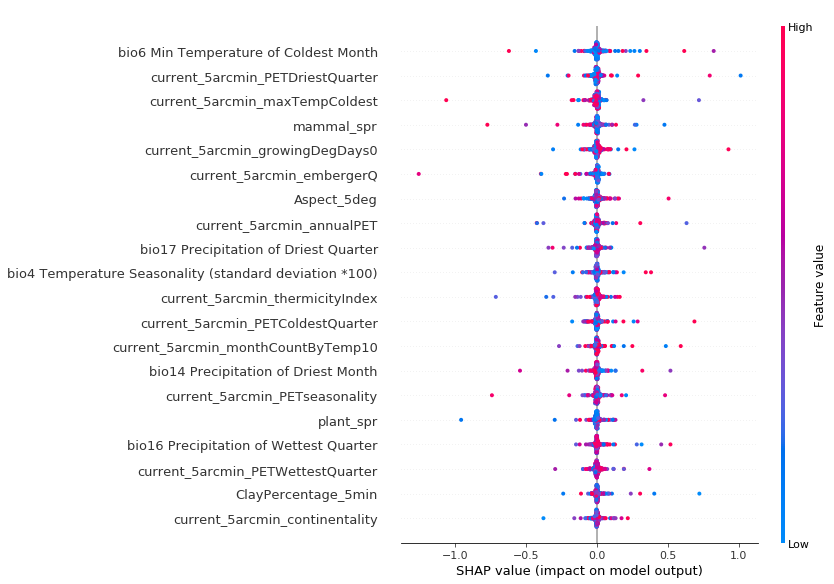 High
bio6 Min Temperature of Coldest Month
current_5arcmin_PETDriestQuarter
current_5arcmin_maxTempColdest
mammal_spr
current_5arcmin_growingDegDays0
current_5arcmin_embergerQ
Aspect_5deg
current_5arcmin_annualPET
bio17 Precipitation of Driest Quarter
bio4 Temperature Seasonality (standard deviation *100)
current_5arcmin_thermicityIndex
current_5arcmin_PETColdestQuarter
current_5arcmin_monthCountByTemp10
bio14 Precipitation of Driest Month
current_5arcmin_PETseasonality
plant_spr
bio16 Precipitation of Wettest Quarter
current_5arcmin_PETWettestQuarter
ClayPercentage_5min
current_5arcmin_continentality
Feature value
Low
−1.0 −0.5 0.0 0.5 1.0
SHAP value (impact on model output)